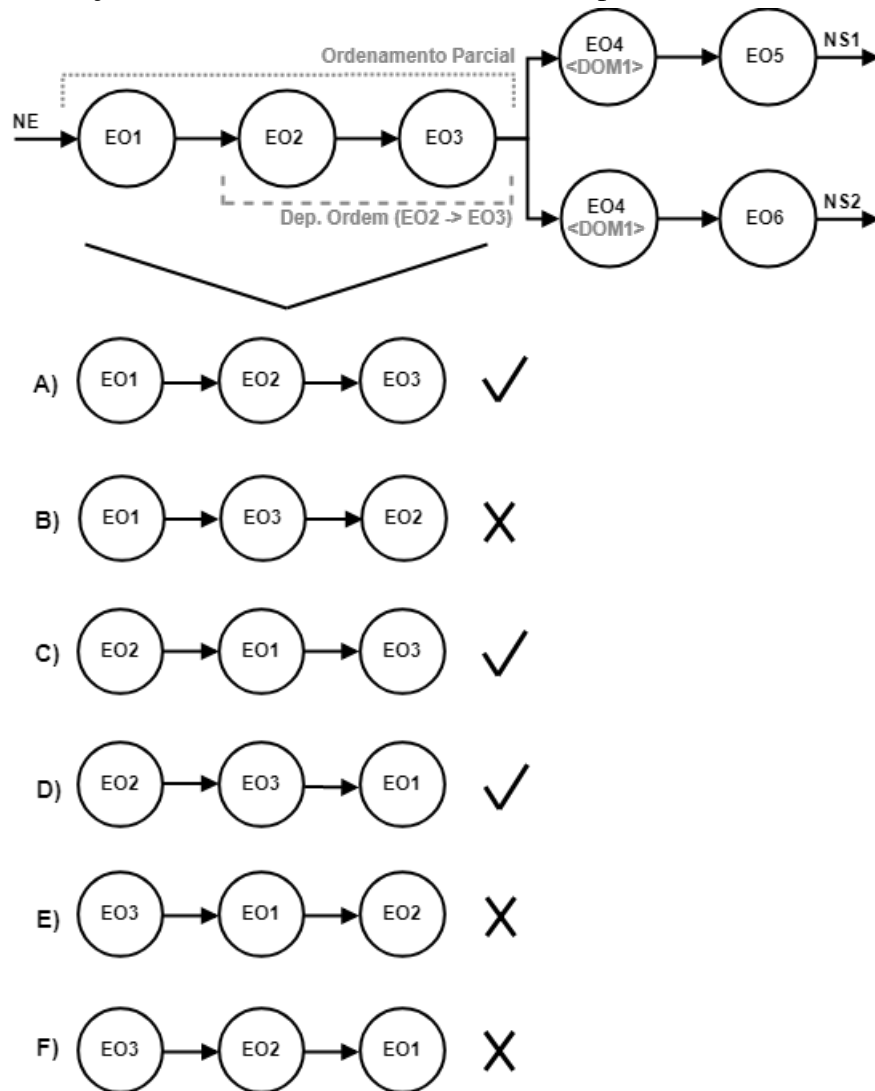 Ordenamento Parcial
EO4
<DOM1>
EO5
NS1
NE
EO1
EO2
EO3
Dep. Ordem (EO2 -> EO3)
EO4
<DOM1>
EO6
NS2
A) EO1 EO2 EO3
B) EO1 EO3 EO2
C) EO2 EO1 EO3
D) EO2 EO3 EO1
E) EO3 EO1 EO2
F) EO3 EO2 EO1